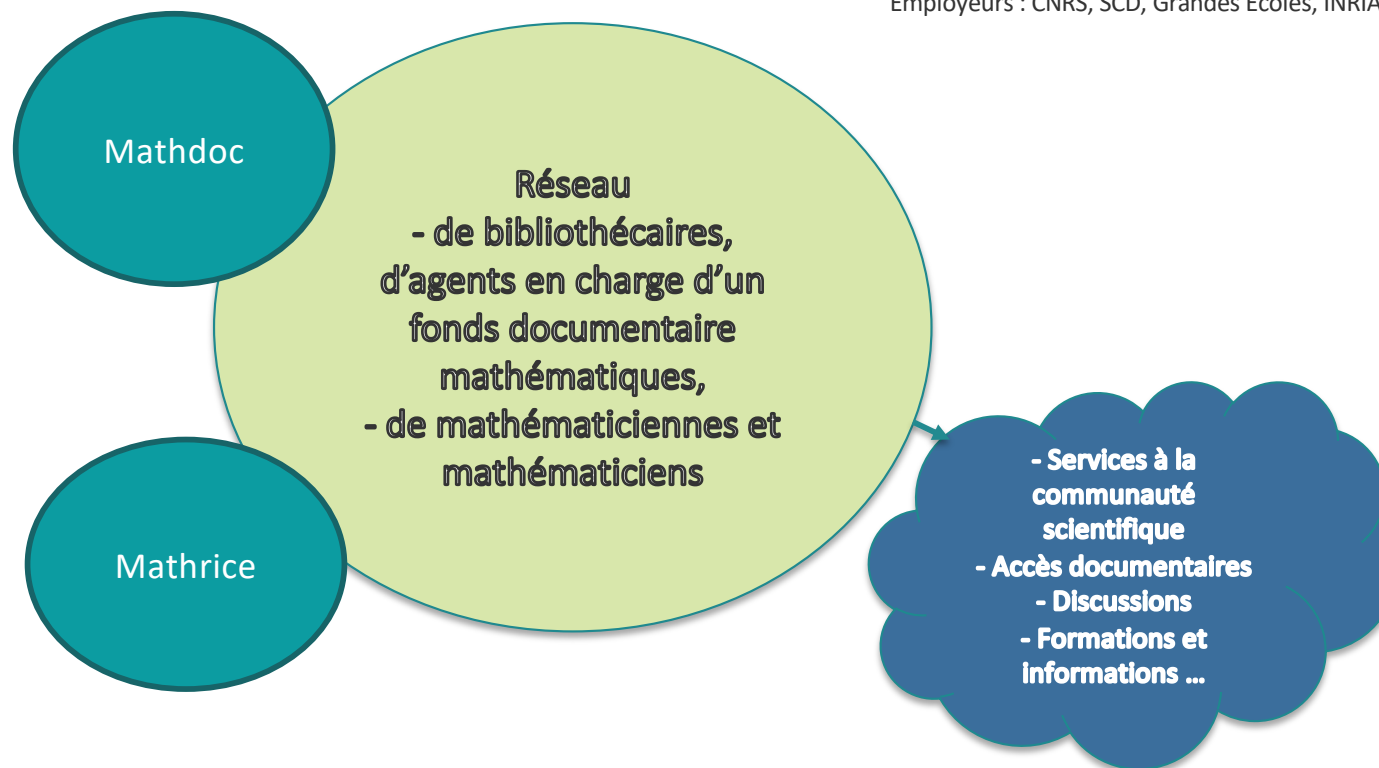 Employeurs : CNRS, SCD, Grandes Ecoles, INRIA
Mathdoc
Réseau
- de bibliothécaires,
d’agents en charge d’un
fonds documentaire
mathématiques,
- de mathématiciennes et
mathématiciens
Mathrice
- Services à la
communauté
scientifique
- Accès documentaires
- Discussions
- Formations et
informations ...